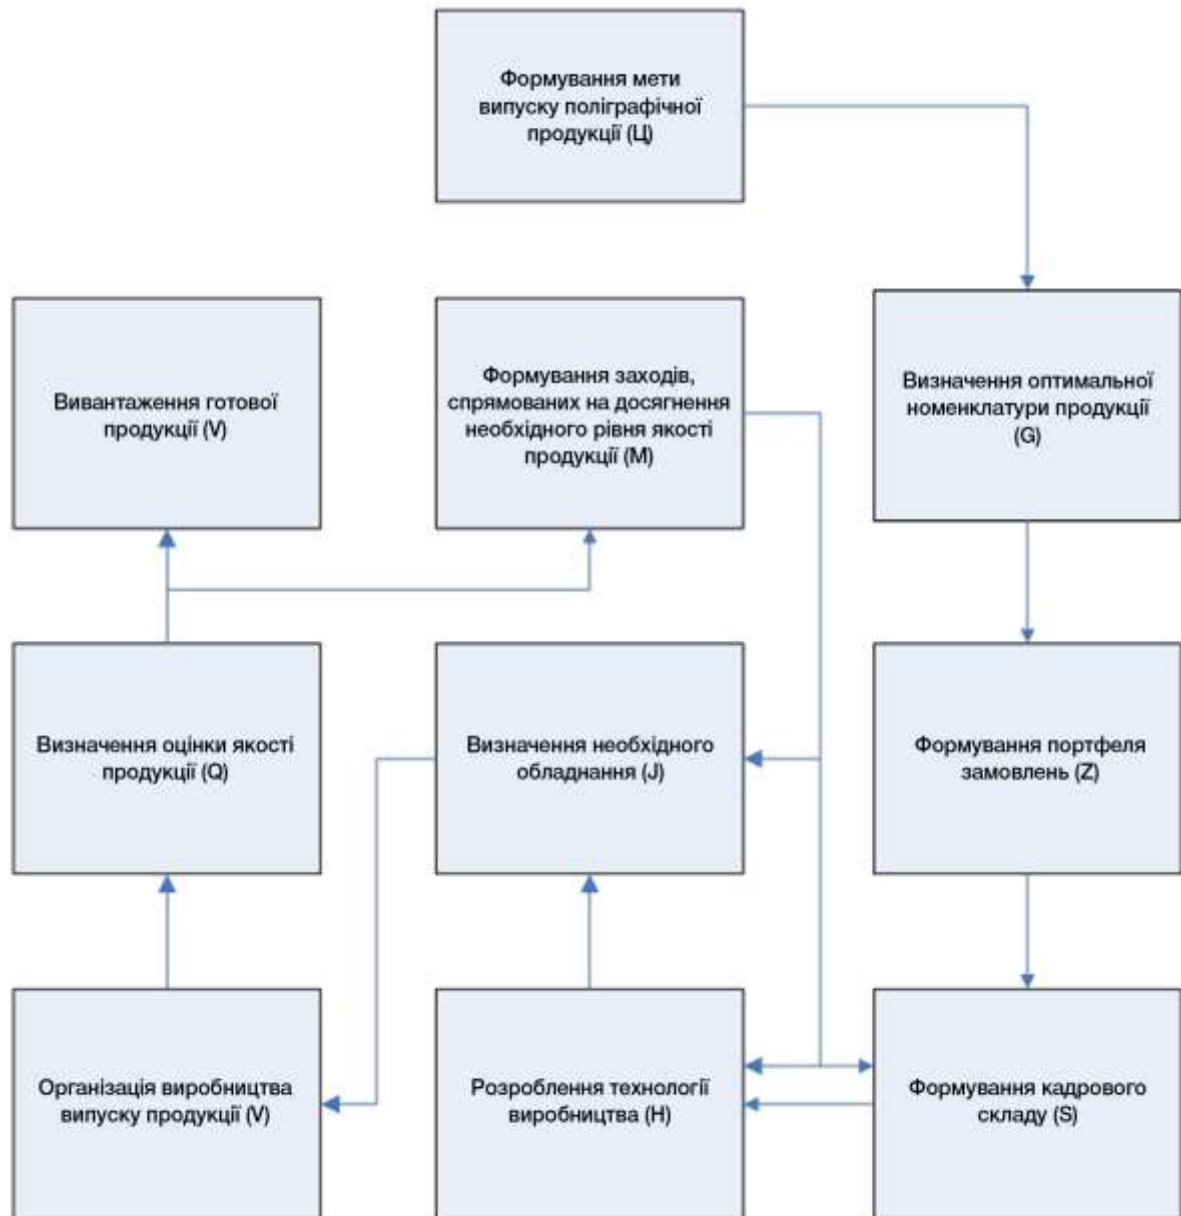 Формування мети
випуску поліграфічної
продукції (Ц)
Вивантаження готової
продукції (V)
Формування заходів,
спрямованих на досягнення
необхідного рівня якості
продукції (M)
Визначення оптимальної
номенклатури продукції
(G)
Визначення оцінки якості
продукції (Q)
Визначення необхідного
обладнання (J)
Формування портфеля
замовлень (Z)
Організація виробництва
випуску продукції (V)
Розроблення технології
виробництва (H)
Формування кадрового
складу (S)